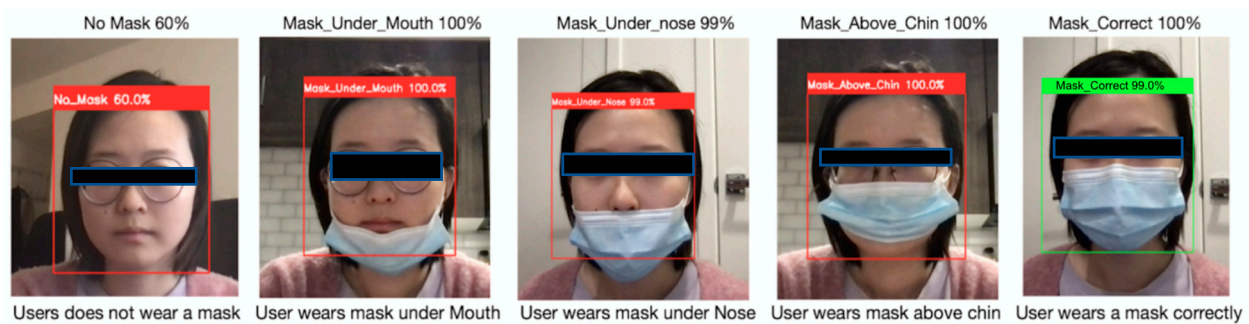 No Mask 60%
Mask_Under_Mouth 100%
Mask_Under_nose 99%
Mask_Above_Chin 100%
Mask_Correct 100%
No_Mask 60.0%
Mask_Under_Mouth 100.0%
Mask_Under_Nose 99.0%
Mask_Above_Chin 100.0%
Mask_Correct 99.0%
Users does not wear a mask
User wears mask under Mouth
User wears mask under Nose
User wears mask above chin
User wears a mask correctly